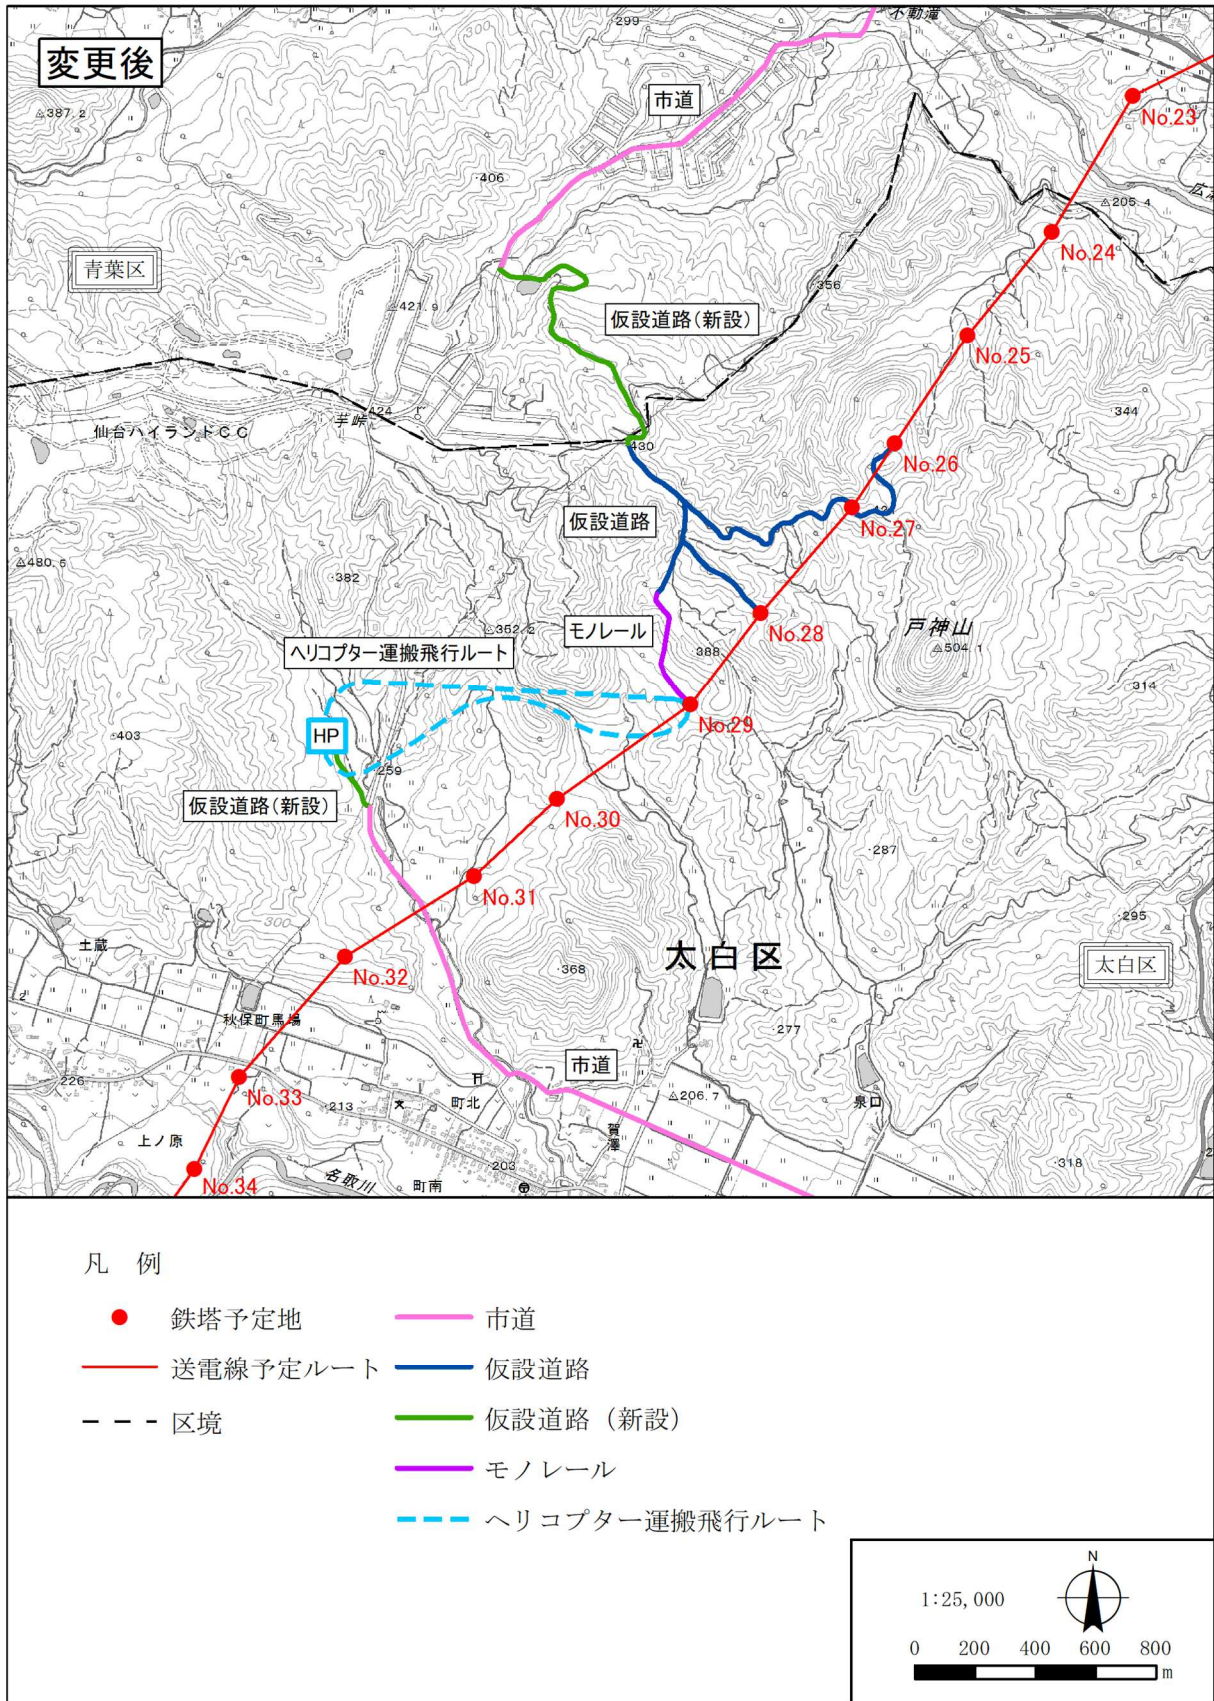 変更後
299
不動滝
△387.2
市道
No.23
・406
△205.4
広瀬
青葉区
No.24
・356
△421.9
仮設道路(新設)
No.25
・344
芋峠
424
仙台ハイランドCC
430
No.26
仮設道路
No.27
△480.5
・382
△352.2
モノレール
No.28
戸神山
△504.1
388
ヘリコプター運搬飛行ルート
・314
・403
HP
No.29
・259
仮設道路(新設)
No.30
・287
No.31
300
・295
土蔵
太白区
太白区
No.32
・368
秋保町馬場
・277
市道
226
No.33
・213
町北
△206.7
泉口
賀澤
上ノ原
200
・203
・318
No.34
名取川
町南
凡 例
鉄塔予定地
市道
送電線予定ルート
仮設道路
区境
仮設道路（新設）
モノレール
ヘリコプター運搬飛行ルート
N
1:25,000
0 200 400 600 800
m